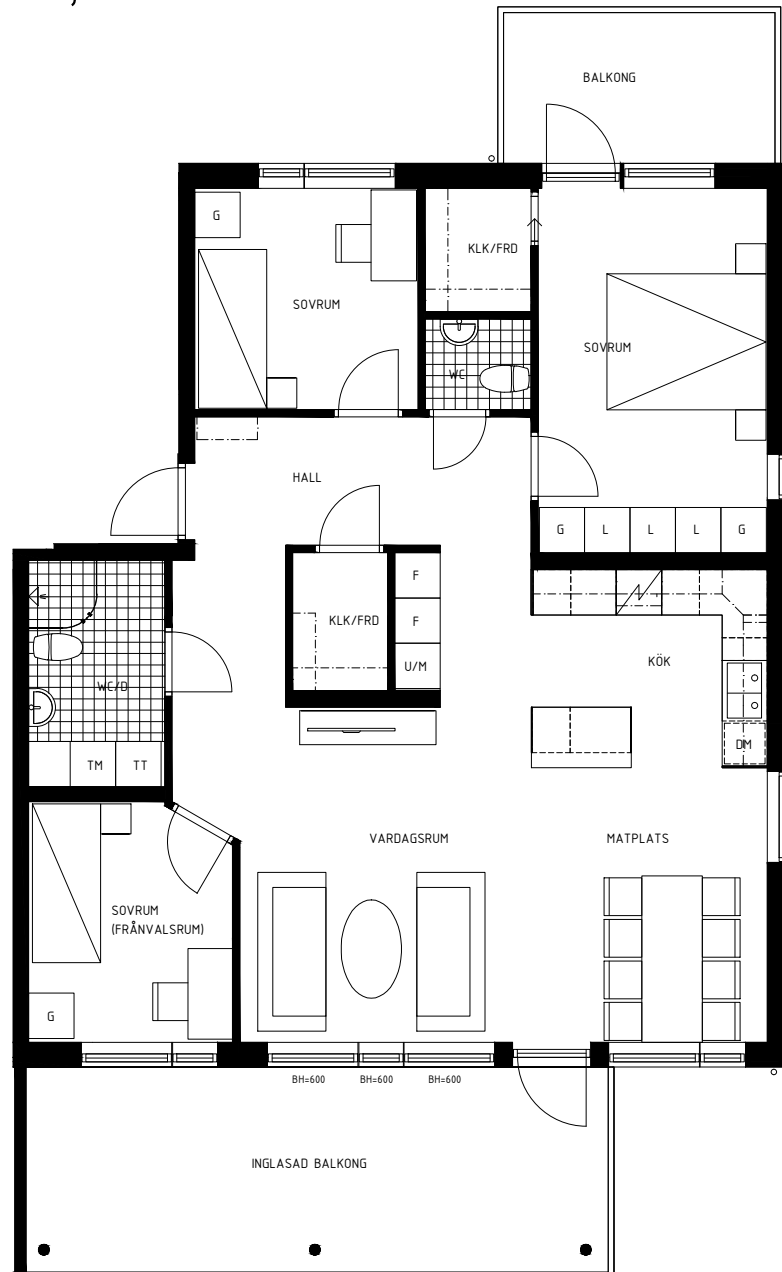 BALKONG
G
KLK/FRD
SOVRUM
SOVRUM
WC
HALL
G L L L G
F
KLK/FRD
F
KÖK
U/M
WC/D
DM
TM TT
VARDAGSRUM
MATPLATS
SOVRUM
(FRÅNVALSRUM)
G
BH=600 BH=600 BH=600
INGLASAD BALKONG